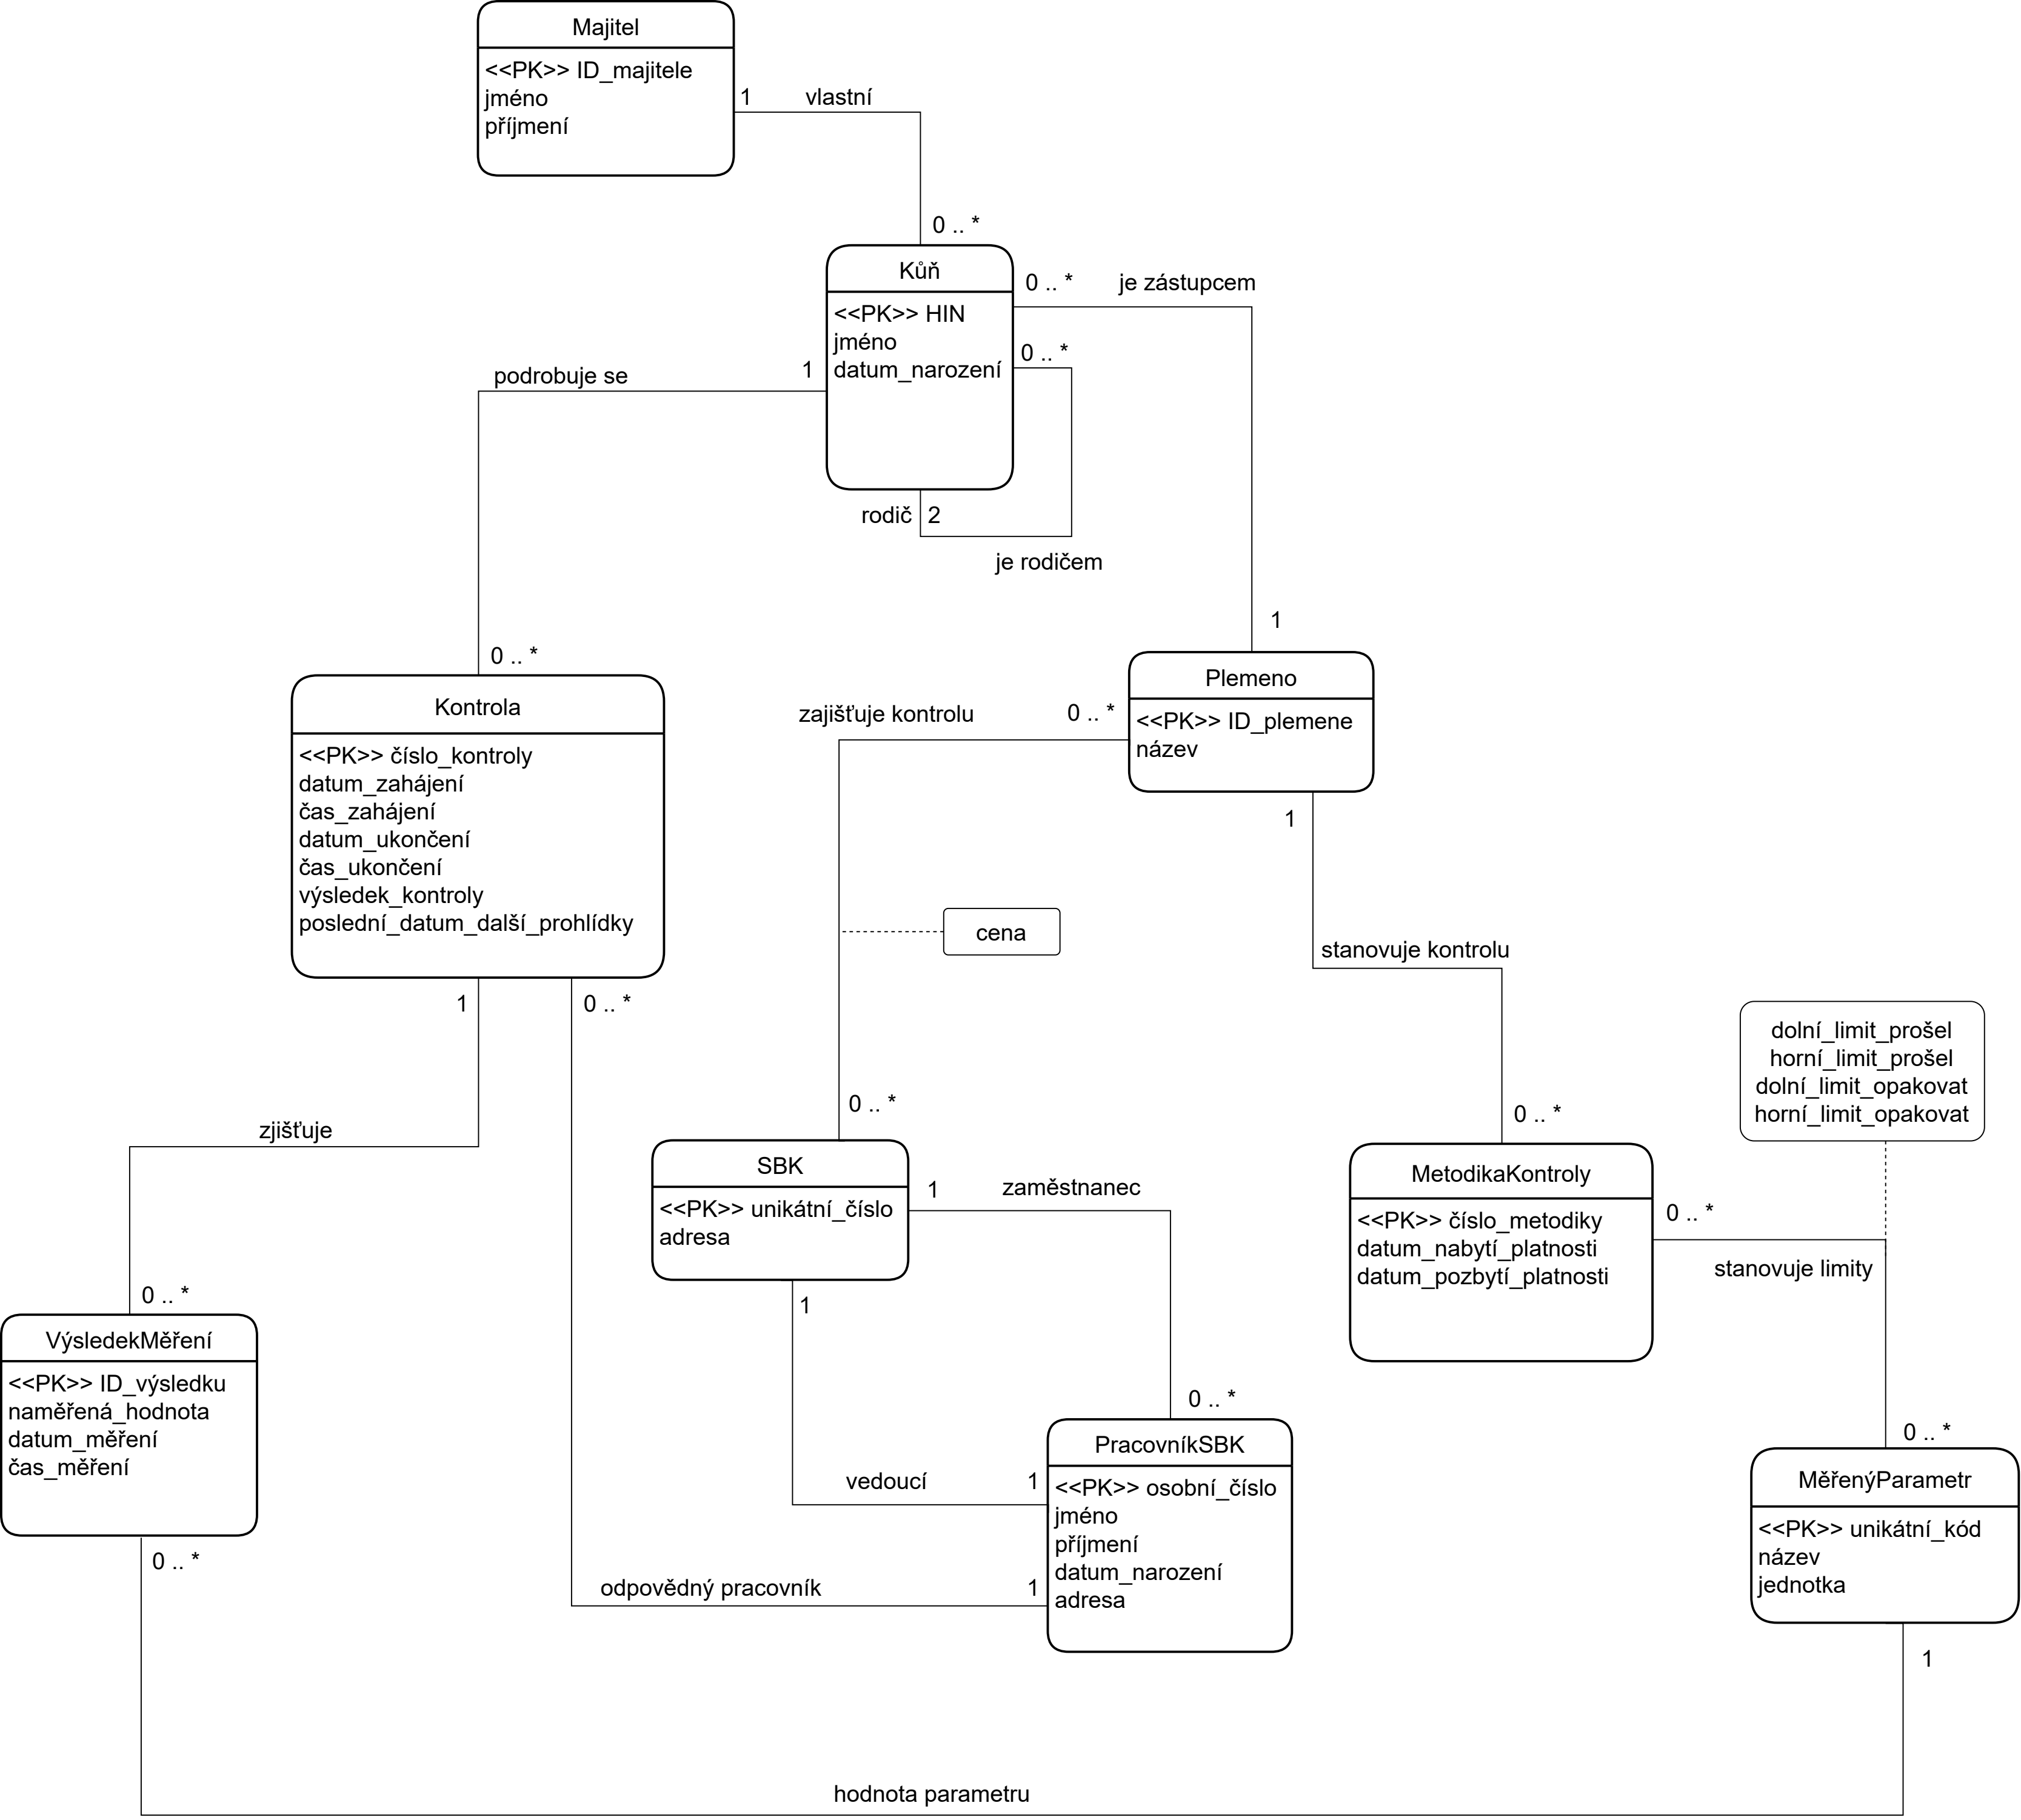 Majitel
<<PK>> ID_majitele
jméno
příjmení
1
vlastní
0 .. *
Kůň
<<PK>> HIN
jméno
datum_narození
0 .. *
je zástupcem
0 .. *
podrobuje se
1
rodič
2
je rodičem
1
0 .. *
Kontrola
<<PK>> číslo_kontroly
datum_zahájení
čas_zahájení
datum_ukončení
čas_ukončení
výsledek_kontroly
poslední_datum_další_prohlídky
Plemeno
<<PK>> ID_plemene
název
zajišťuje kontrolu
0 .. *
1
cena
stanovuje kontrolu
1
0 .. *
dolní_limit_prošel
horní_limit_prošel
dolní_limit_opakovat
horní_limit_opakovat
0 .. *
0 .. *
zjišťuje
SBK
<<PK>> unikátní_číslo
adresa
1
zaměstnanec
MetodikaKontroly
<<PK>> číslo_metodiky
datum_nabytí_platnosti
datum_pozbytí_platnosti
0 .. *
stanovuje limity
0 .. *
1
VýsledekMěření
<<PK>> ID_výsledku
naměřená_hodnota
datum_měření
čas_měření
0 .. *
PracovníkSBK
<<PK>> osobní_číslo
jméno
příjmení
datum_narození
adresa
vedoucí
1
0 .. *
MěřenýParametr
<<PK>> unikátní_kód
název
jednotka
0 .. *
odpovědný pracovník
1
1
hodnota parametru